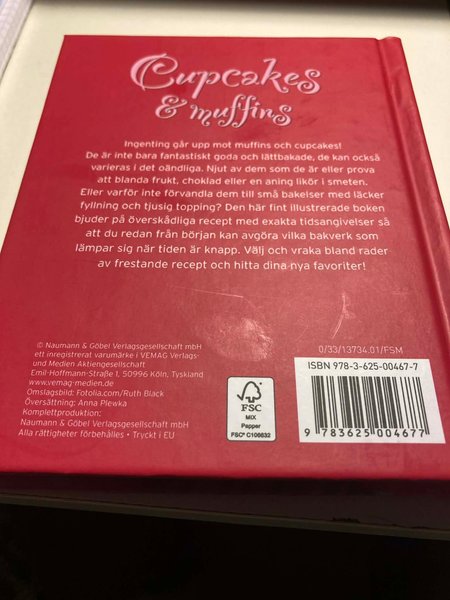 Cupcakes
& muffins
Ingenting går upp mot muffins och cupcakes!
De är inte bara fantastiskt goda och lättbakade, de kan också
varieras i det oändliga. Njut av dem som de är eller prova
att blanda frukt, choklad eller en aning likör i smeten.
Eller varför inte förvandla dem till små bakelser med läcker
fyllning och tjusig topping? Den här fint illustrerade boken
bjuder på överskådliga recept med exakta tidsangivelser så
att du redan från början kan avgöra vilka bakverk som
lämpar sig när tiden är knapp. Välj och vraka bland rader
av frestande recept och hitta dina nya favoriter!
© Naumann & Göbel Verlagsgesellschaft mbH
ett inregistrerat varumärke i VEMAG Verlags-
und Medien Aktiengesellschaft
Emil-Hoffmann-Straße 1, 50996 Köln, Tyskland
www.vemag-medien.de
Omslagsbild: Fotolia.com/Ruth Black
Översättning: Anna Plewka
Komplettproduktion:
Naumann & Göbel Verlagsgesellschaft mbH
Alla rättigheter förbehålles • Tryckt i EU
FSC
MIX
Papper
FSC® C106832
0/33/13734.01/FSM
ISBN 978-3-625-00467-7
9 783625 004677